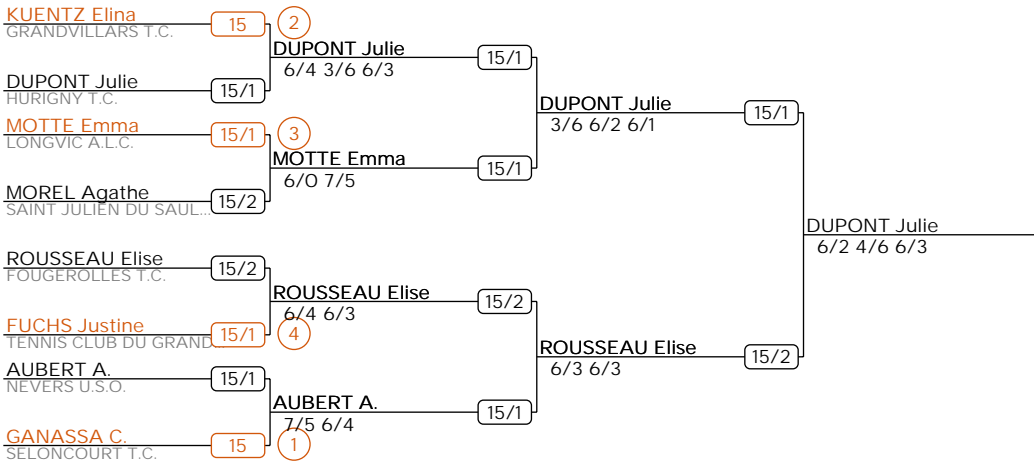 KUENTZ Elina
GRANDVILLARS T.C.
15
2
DUPONT Julie
6/4 3/6 6/3
15/1
DUPONT Julie
HURIGNY T.C.
15/1
DUPONT Julie
3/6 6/2 6/1
15/1
MOTTE Emma
LONGVIC A.L.C.
15/1
3
MOTTE Emma
6/0 7/5
15/1
MOREL Agathe
SAINT JULIEN DU SAUL...
15/2
DUPONT Julie
6/2 4/6 6/3
ROUSSEAU Elise
FOUGEROLLES T.C.
15/2
ROUSSEAU Elise
6/4 6/3
15/2
FUCHS Justine
TENNIS CLUB DU GRAND
15/1
4
ROUSSEAU Elise
6/3 6/3
15/2
AUBERT A.
NEVERS U.S.O.
15/1
AUBERT A.
7/5 6/4
15/1
GANASSA C.
SELONCOURT T.C.
15
1